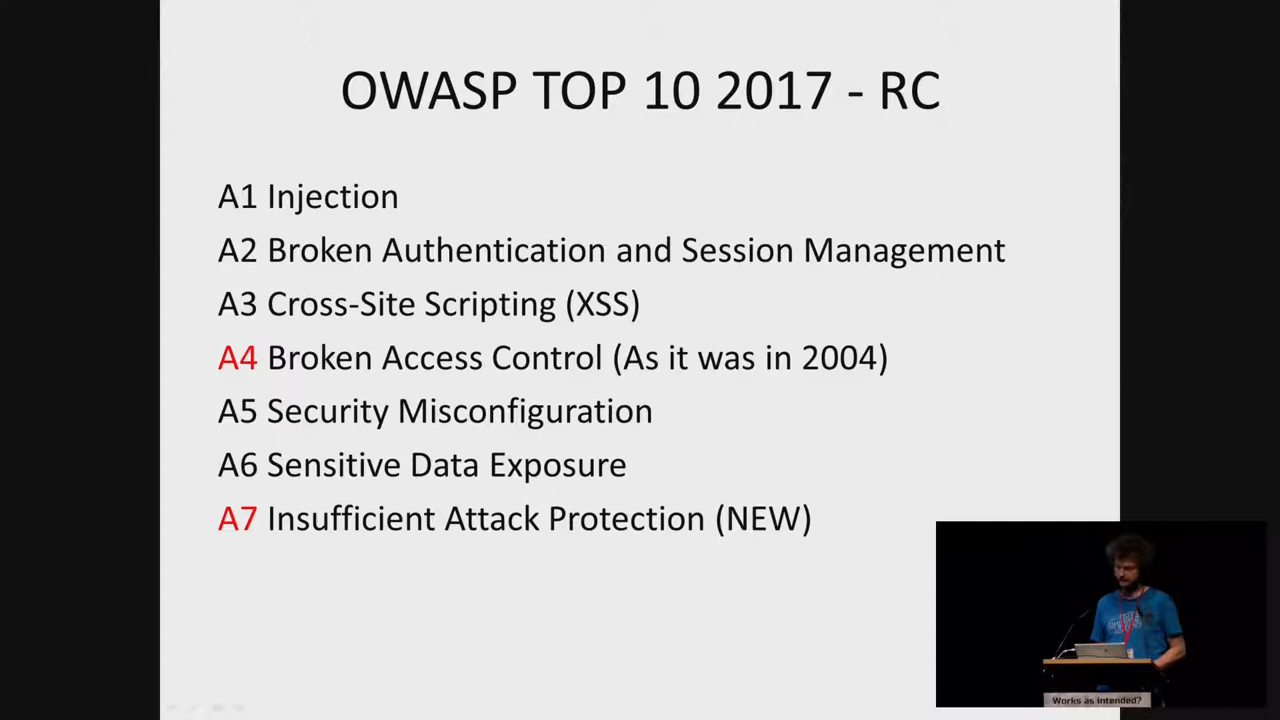 OWASP TOP 10 2017 - RC
A1 Injection
A2 Broken Authentication and Session Management
A3 Cross-Site Scripting (XSS)
A4 Broken Access Control (As it was in 2004)
A5 Security Misconfiguration
A6 Sensitive Data Exposure
A7 Insufficient Attack Protection (NEW)
Works as intended?